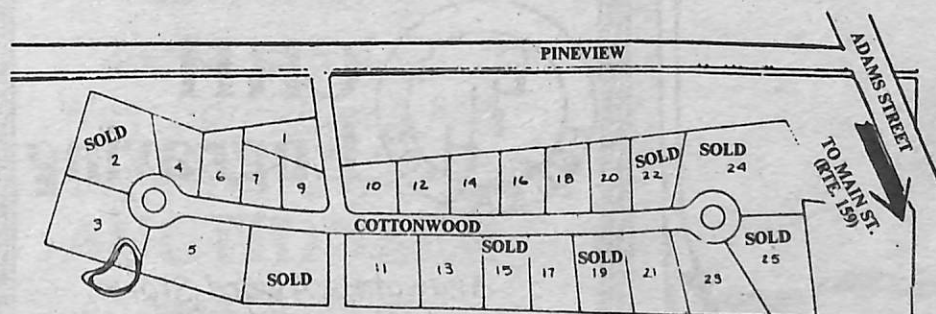 PINEVIEW
ADAMS STREET
TO MAIN ST.
(RTE. 159)
SOLD
2
4
6
7
1
9
10
12
14
16
18
20
SOLD
22
SOLD
24
3
5
SOLD
COTTONWOOD
11
13
SOLD
15
17
SOLD
19
21
23
SOLD
25